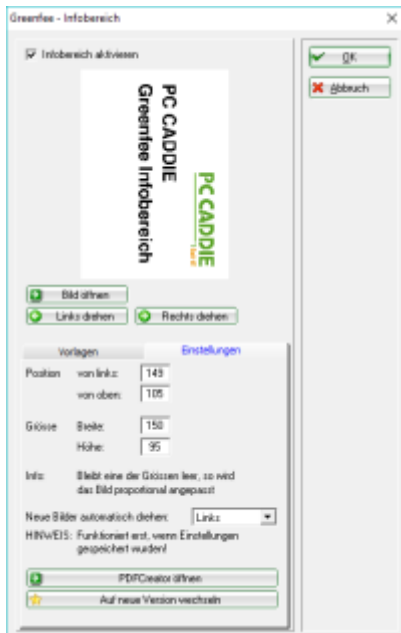 Greenfee - Infobereich
Infobereich aktivieren
OK
Abbruch
PC CADDIE
Greenfee Infobereich
PC CADDIE
Bild öffnen
Links drehen
Rechts drehen
Vorlagen
Einstellungen
Position
von links:
149
von oben:
105
Grösse
Breite:
150
Höhe:
95
Info:
Bleibt eine der Grössen leer, so wird
das Bild proportional angepasst
Neue Bilder automatisch drehen:
Links
HINWEIS: Funktioniert erst, wenn Einstellungen
gespeichert wurden!
PDFCreator öffnen
Auf neue Version wechseln